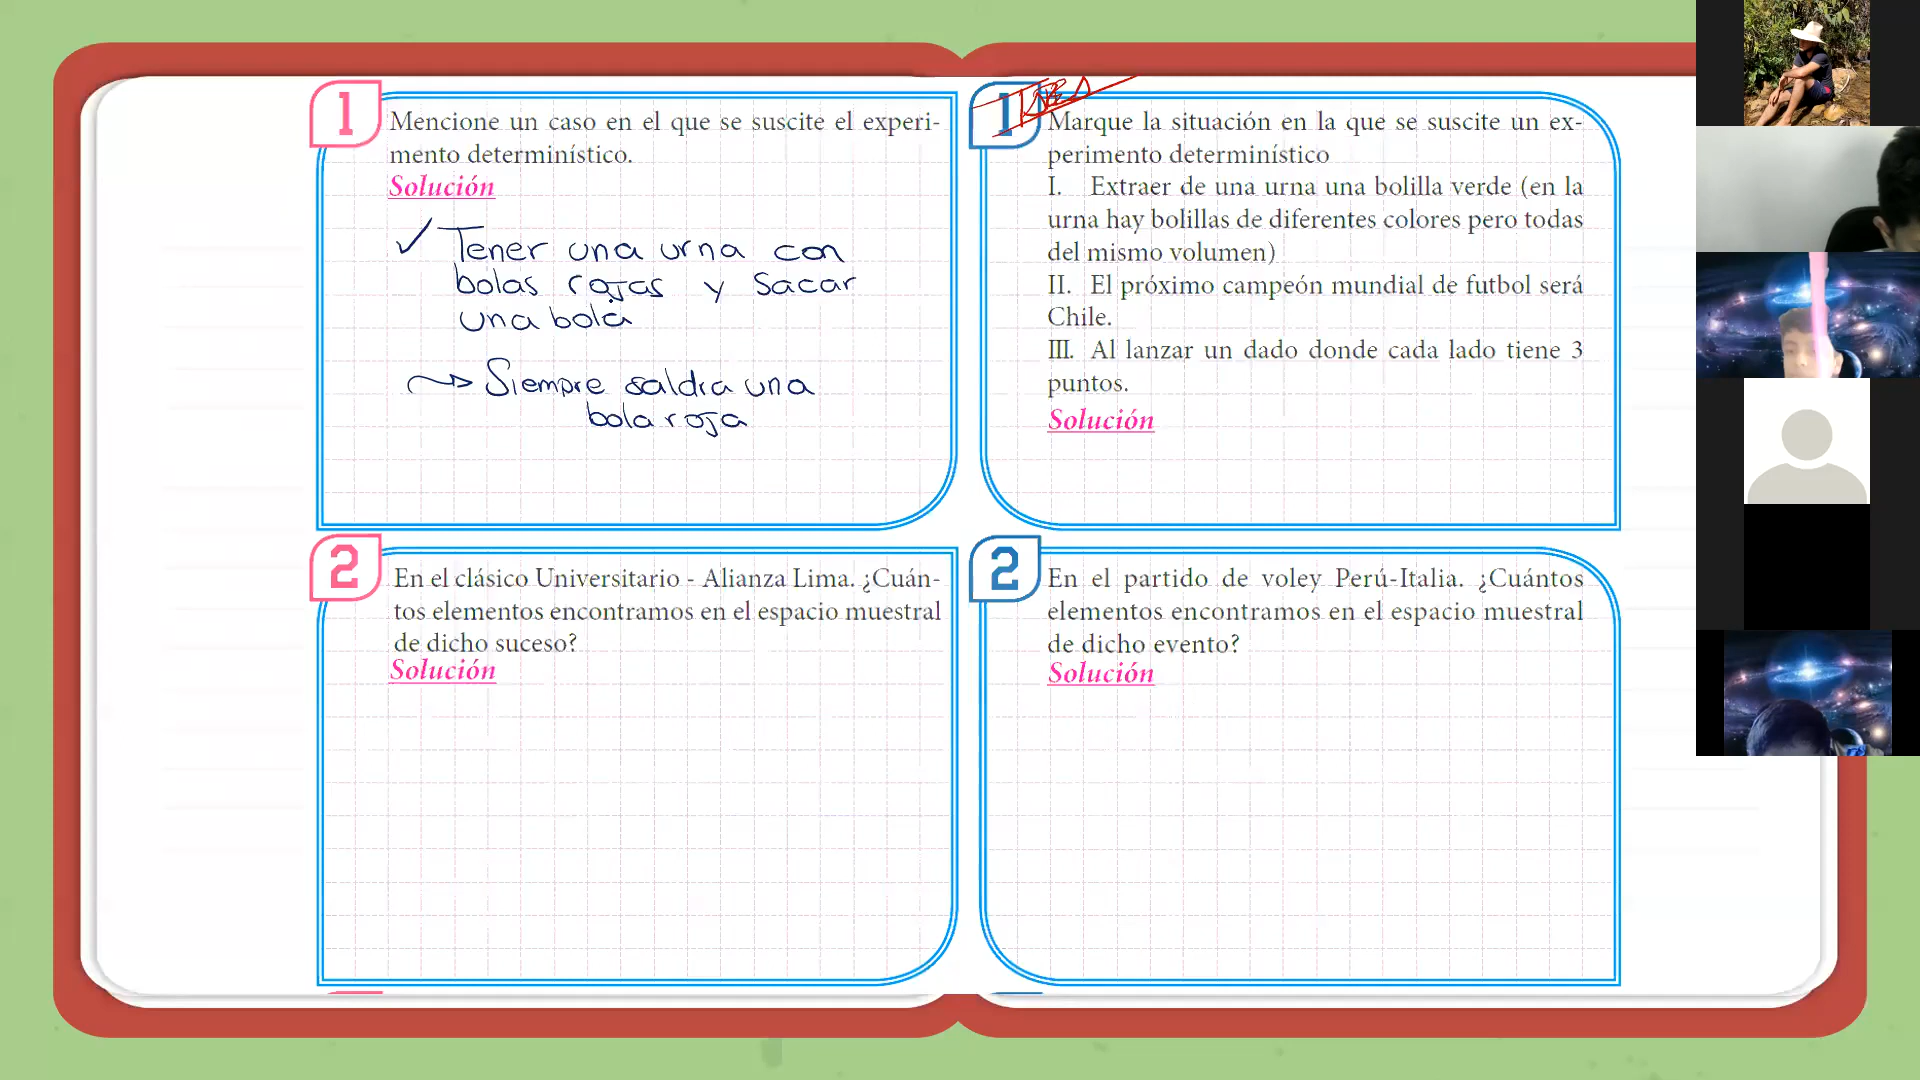 1
Mencione un caso en el que se suscite el experi-
mento determinístico.
Solución
✓ Tener una urna con
bolas rojas y sacar
una bola
Siempre saldra una
bola roja
1
Marque la situación en la que se suscite un ex-
perimento determinístico
I. Extraer de una urna una bolilla verde (en la
urna hay bolillas de diferentes colores pero todas
del mismo volumen)
II. El próximo campeón mundial de futbol será
Chile.
III. Al lanzar un dado donde cada lado tiene 3
puntos.
Solución
2
En el clásico Universitario - Alianza Lima. ¿Cuán-
tos elementos encontramos en el espacio muestral
de dicho suceso?
Solución
2
En el partido de voley Perú-Italia. ¿Cuántos
elementos encontramos en el espacio muestral
de dicho evento?
Solución